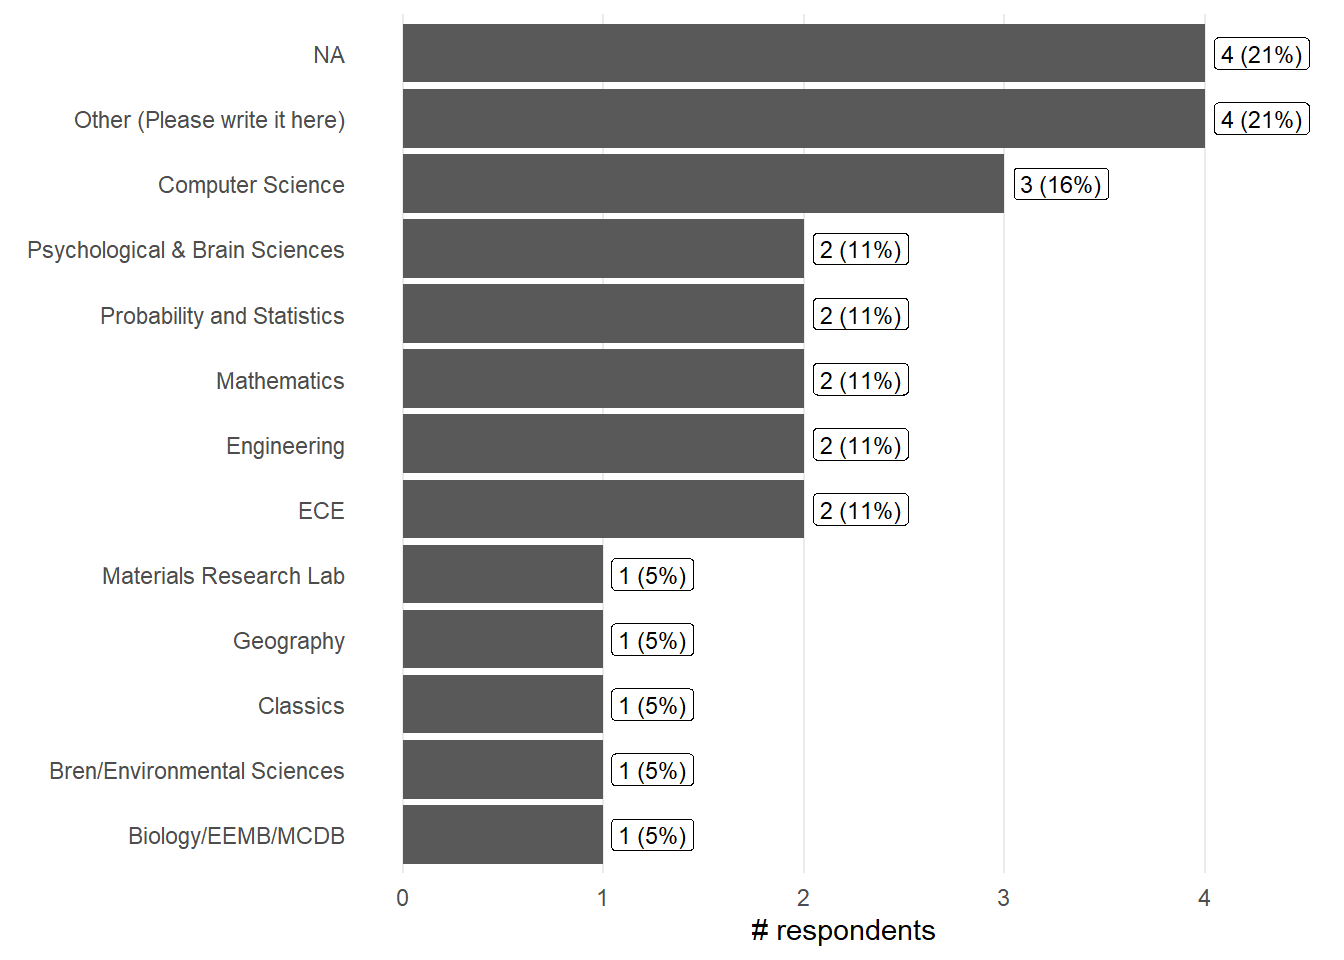 NA 4 (21%)
Other (Please write it here) 4 (21%)
Computer Science 3 (16%)
Psychological & Brain Sciences 2 (11%)
Probability and Statistics 2 (11%)
Mathematics 2 (11%)
Engineering 2 (11%)
ECE 2 (11%)
Materials Research Lab 1 (5%)
Geography 1 (5%)
Classics 1 (5%)
Bren/Environmental Sciences 1 (5%)
Biology/EEMB/MCDB 1 (5%)
0 1 2 3 4
# respondents